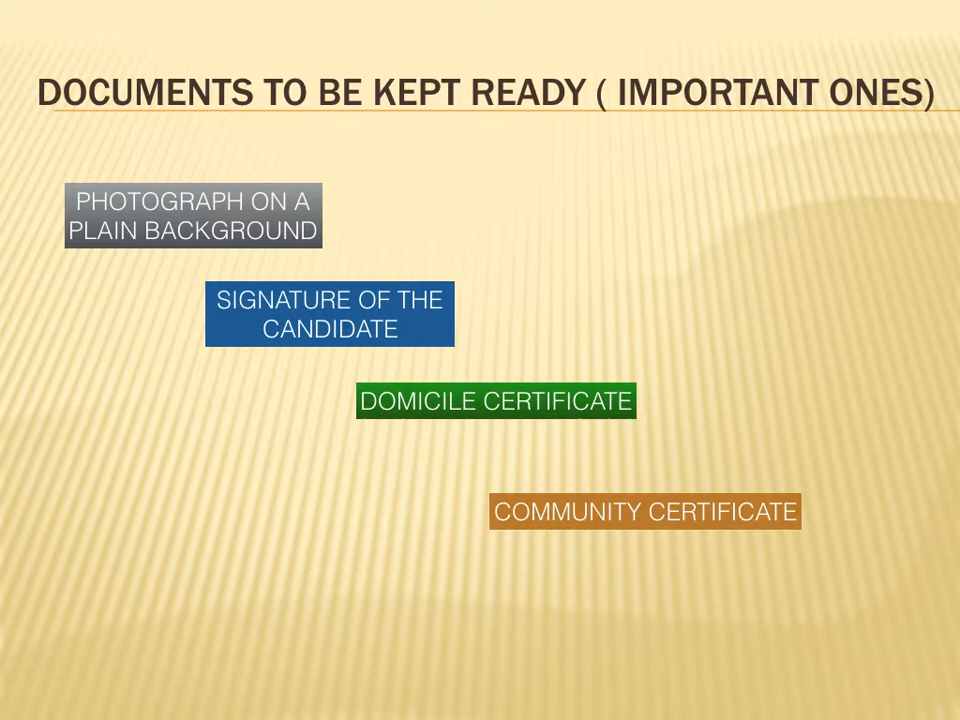 DOCUMENTS TO BE KEPT READY ( IMPORTANT ONES)
PHOTOGRAPH ON A
PLAIN BACKGROUND
SIGNATURE OF THE
CANDIDATE
DOMICILE CERTIFICATE
COMMUNITY CERTIFICATE